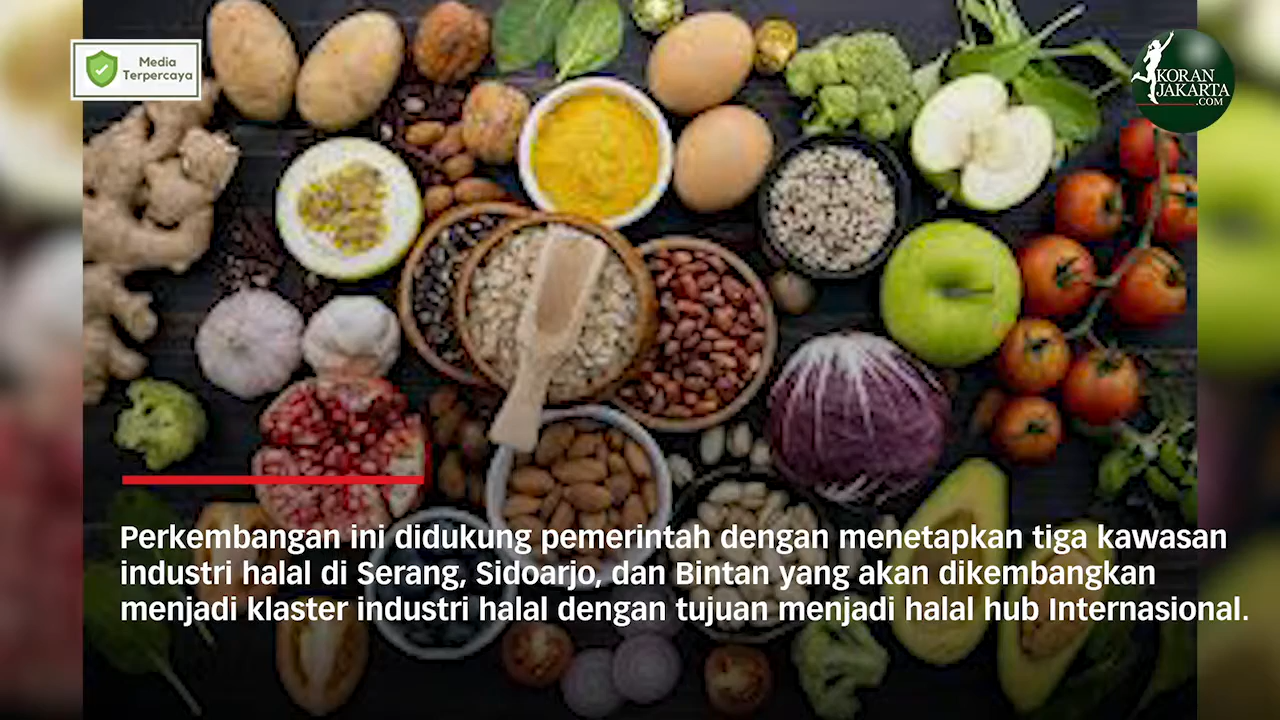 Media
Terpercaya
KORAN
JAKARTA
.COM
Perkembangan ini didukung pemerintah dengan menetapkan tiga kawasan
industri halal di Serang, Sidoarjo, dan Bintan yang akan dikembangkan
menjadi klaster industri halal dengan tujuan menjadi halal hub Internasional.